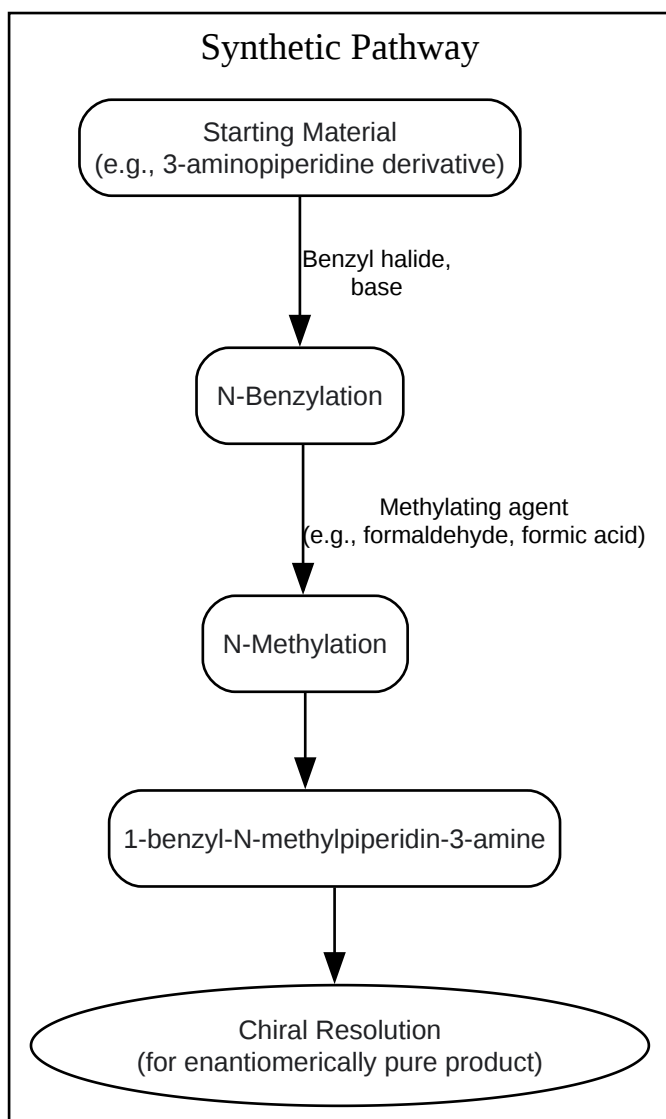 Synthetic Pathway
Starting Material
(e.g., 3-aminopiperidine derivative)
Benzyl halide,
base
N-Benzylation
Methylating agent
(e.g., formaldehyde, formic acid)
N-Methylation
1-benzyl-N-methylpiperidin-3-amine
Chiral Resolution
(for enantiomerically pure product)